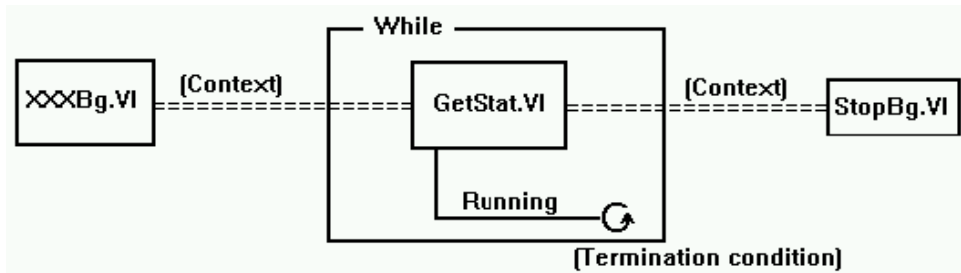 While
XXXBg.VI
(Context)
GetStat.VI
(Context)
StopBg.VI
Running
(Termination condition)